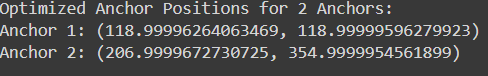 Optimized Anchor Positions for 2 Anchors:
Anchor 1: (118.99996264063469, 118.99999596279923)
Anchor 2: (206.9999672730725, 354.9999954561899)